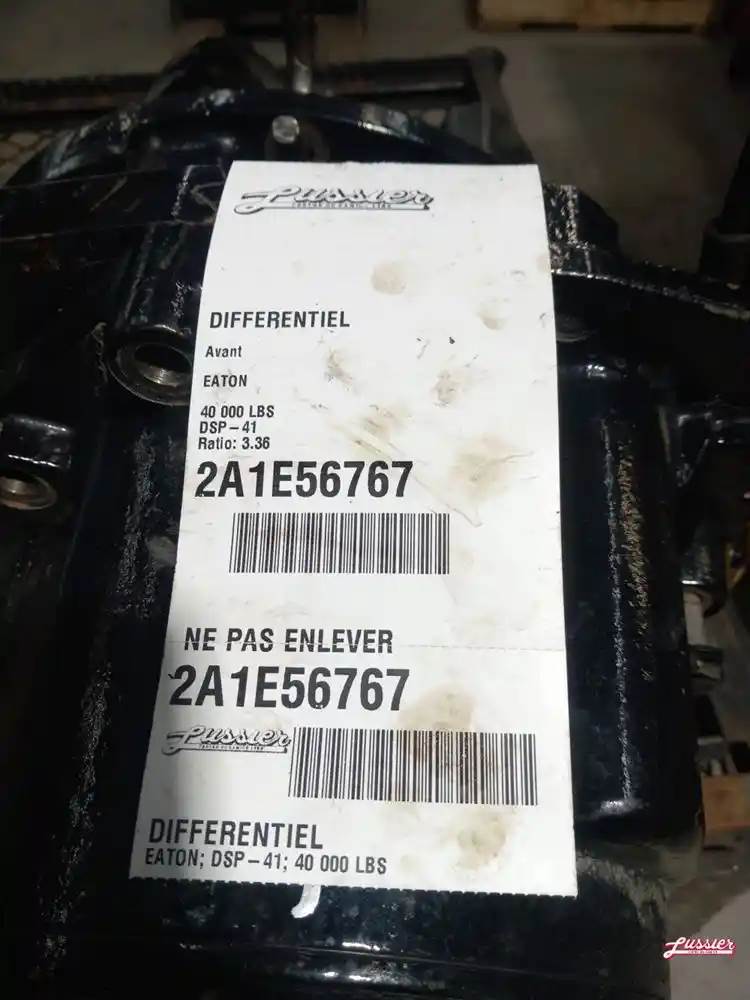 Lussier
DIFFERENTIEL
Avant
EATON
40 000 LBS
DSP-41
Ratio: 3.36
2A1E56767
NE PAS ENLEVER
2A1E56767
Lussier
DIFFERENTIEL
EATON; DSP-41; 40 000 LBS
Lussier